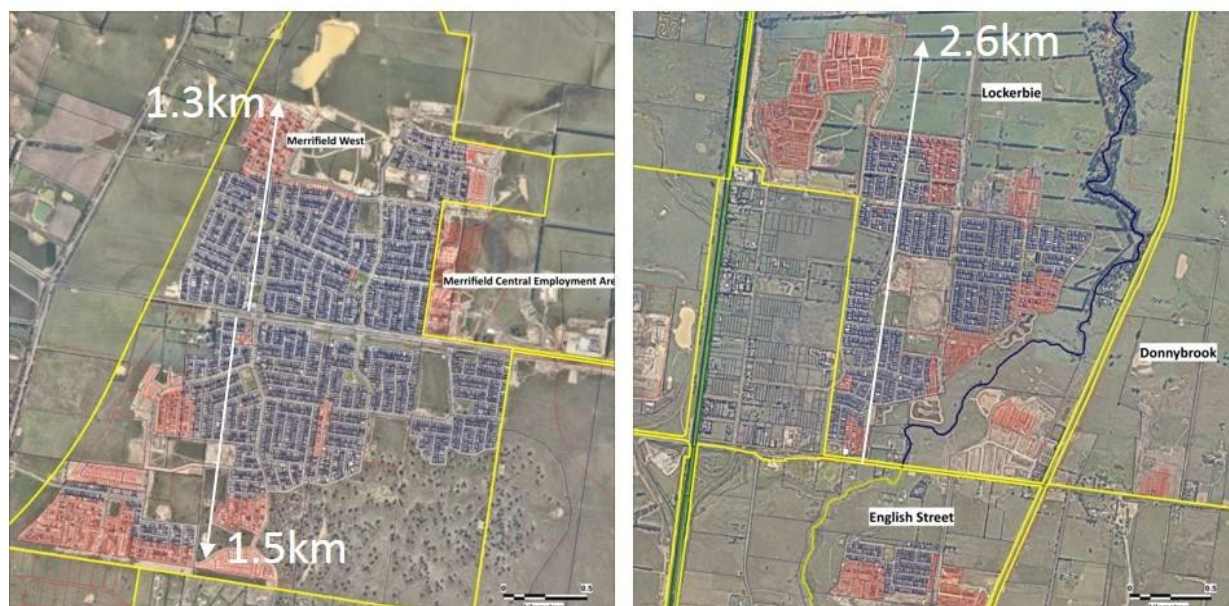 1.3km
Merrifield West
Merrifield Central Employment Are
1.5km
0 0.5
2.6km
Lockerbie
Donnybrook
English Street
0 0.5